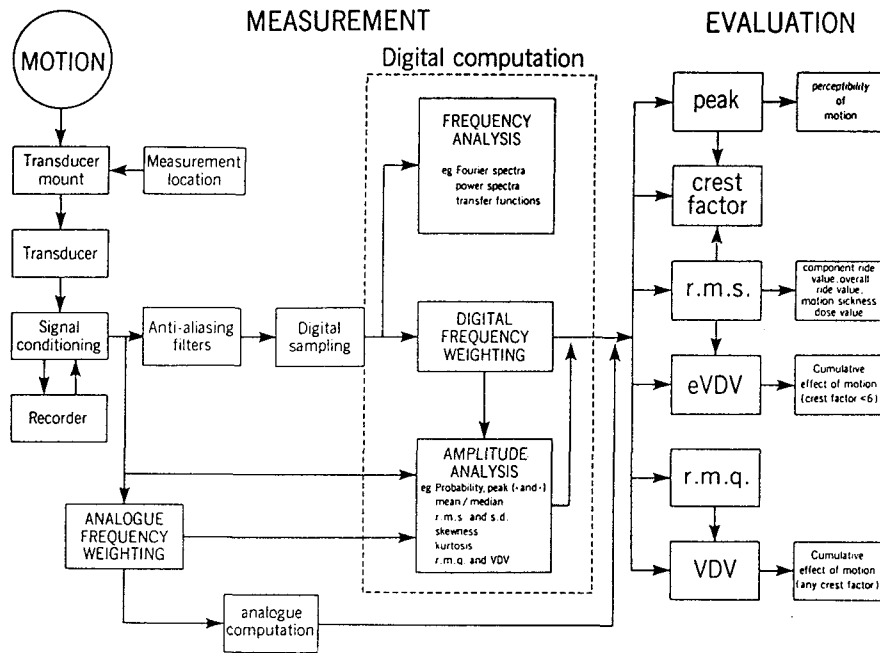 MEASUREMENT
EVALUATION
MOTION
Digital computation
Transducer
mount
Measurement
location
Transducer
Signal
conditioning
Recorder
Anti-aliasing
filters
Digital
sampling
FREQUENCY
ANALYSIS
eg Fourier spectra
power spectra
transfer functions
DIGITAL
FREQUENCY
WEIGHTING
AMPLITUDE
ANALYSIS
eg Probability, peak (+and-)
mean / median
r.m.s and s.d.
skewness
kurtosis
r.m.q. and VDV
ANALOGUE
FREQUENCY
WEIGHTING
analogue
computation
peak
perceptibility
of
motion
crest
factor
r.m.s.
component ride
value, overall
ride value,
motion sickness
dose value
eVDV
Cumulative
effect of motion
(crest factor <6)
r.m.q.
VDV
Cumulative
effect of motion
(any crest factor)